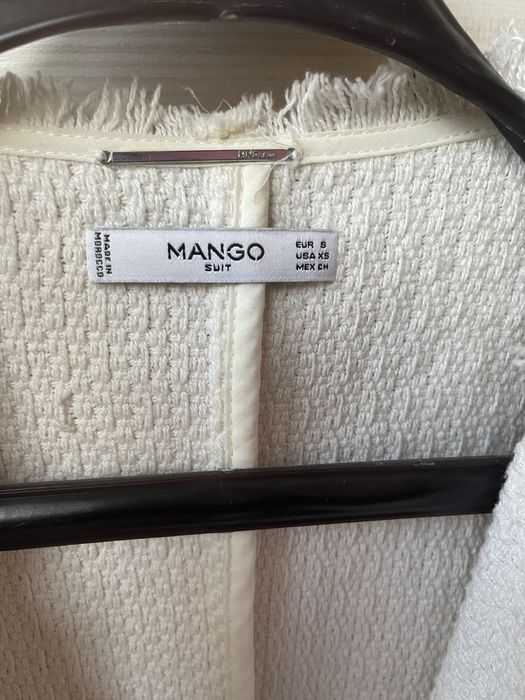 MADE IN
MOROCCO
MANGO
SUIT
EUR S
USA XS
MEX CH